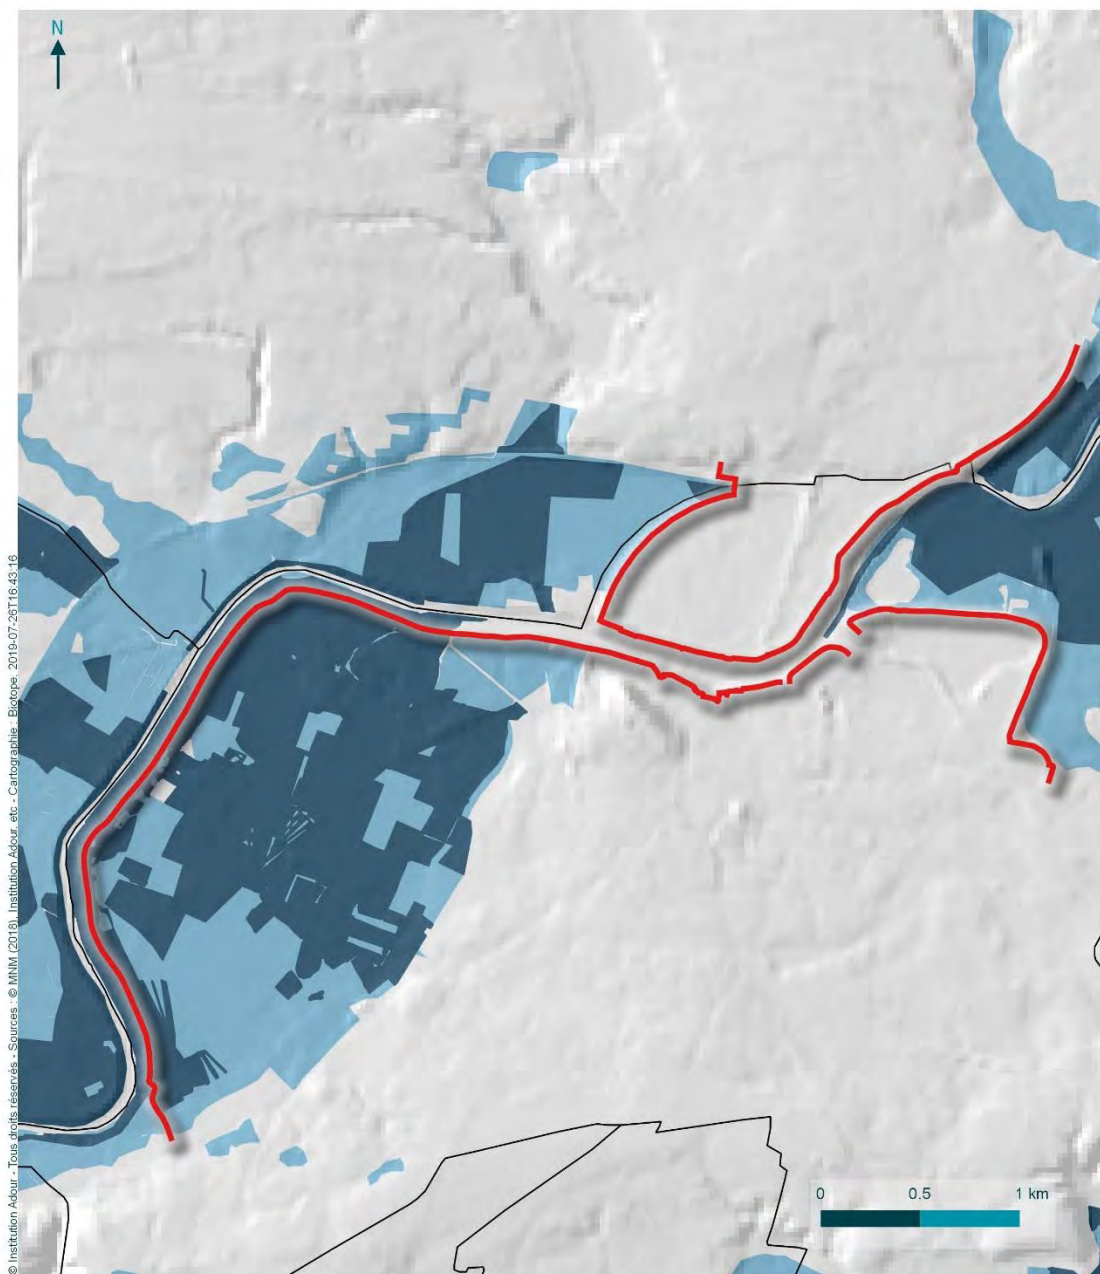 N
© Institution Adour - Tous droits réservés - Sources : © MNM (2018), Institution Adour, etc - Cartographie : Biotope, 2019-07-26T16:43:16
0 0.5 1 km